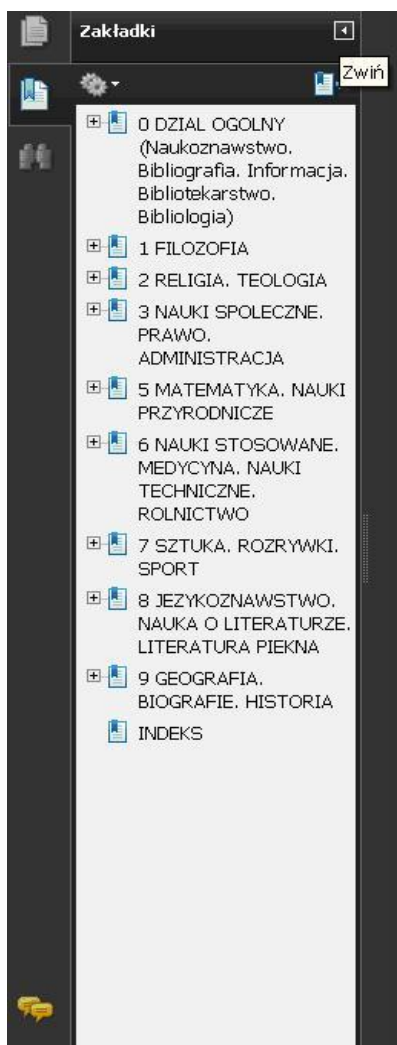 Zakładki
Zwiń
0 DZIAL OGOLNY
(Naukoznawstwo.
Bibliografia. Informacja.
Bibliotekarstwo.
Bibliologia)
1 FILOZOFIA
2 RELIGIA. TEOLOGIA
3 NAUKI SPOLECZNE.
PRAWO.
ADMINISTRACJA
5 MATEMATYKA. NAUKI
PRZYRODNICZE
6 NAUKI STOSOWANE.
MEDYCYNA. NAUKI
TECHNICZNE.
ROLNICTWO
7 SZTUKA. ROZRYWKI.
SPORT
8 JEZYKOZNAWSTWO.
NAUKA O LITERATURZE.
LITERATURA PIEKNA
9 GEOGRAFIA.
BIOGRAFIE. HISTORIA
INDEKS